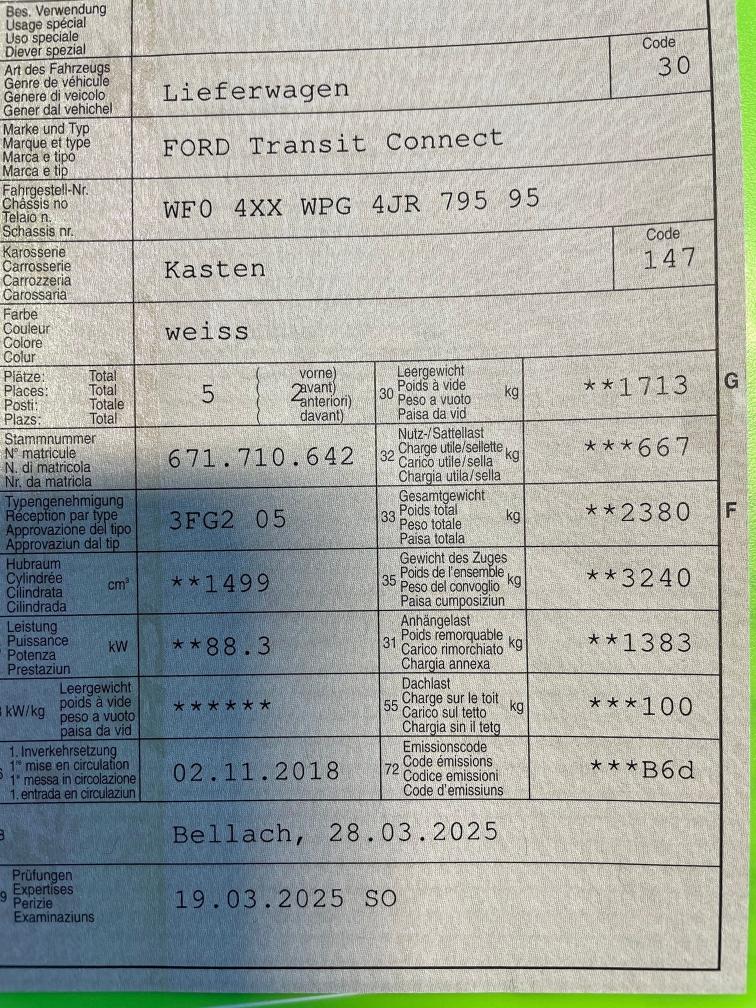 Bes. Verwendung
Usage spécial
Uso speciale
Diever spezial
Art des Fahrzeugs
Genre de véhicule
Genere di veicolo
Gener dal vehichel
Lieferwagen
Code
30
Marke und Typ
Marque et type
Marca e tipo
Marca e tip
FORD Transit Connect
Fahrgestell-Nr.
Châssis no
Telaio n.
Schassis nr.
WF0 4XX WPG 4JR 795 95
Karosserie
Carrosserie
Carrozzeria
Carossaria
Kasten
Code
147
Farbe
Couleur
Colore
Colur
weiss
Plätze: Total
Places: Total
Posti: Totale
Plazs: Total
5
vorne)
2 avant)
anteriori)
davant)
30 Leergewicht
Poids à vide
Peso a vuoto
Paisa da vid
kg
**1713
G
Stammnummer
N° matricule
N. di matricola
Nr. da matricla
671.710.642
32 Nutz-/Sattellast
Charge utile/sellette
Carico utile/sella
Chargia utila/sella
kg
***667
Typengenehmigung
Réception par type
Approvazione del tipo
Approvaziun dal tip
3FG2 05
33 Gesamtgewicht
Poids total
Peso totale
Paisa totala
kg
**2380
F
Hubraum
Cylindrée
Cilindrata
Cilindrada
cm³
**1499
35 Gewicht des Zuges
Poids de l'ensemble
Peso del convoglio
Paisa cumposiziun
kg
**3240
Leistung
Puissance
Potenza
Prestaziun
kW
**88.3
31 Anhängelast
Poids remorquable
Carico rimorchiato
Chargia annexa
kg
**1383
kW/kg
Leergewicht
poids à vide
peso a vuoto
paisa da vid
******
55 Dachlast
Charge sur le toit
Carico sul tetto
Chargia sin il tetg
kg
***100
1. Inverkehrsetzung
1re mise en circulation
1a messa in circolazione
1. entrada en circulaziun
02.11.2018
72 Emissionscode
Code émissions
Codice emissioni
Code d'emissiuns
***B6d
Bellach, 28.03.2025
9 Prüfungen
Expertises
Perizie
Examinaziuns
19.03.2025 SO